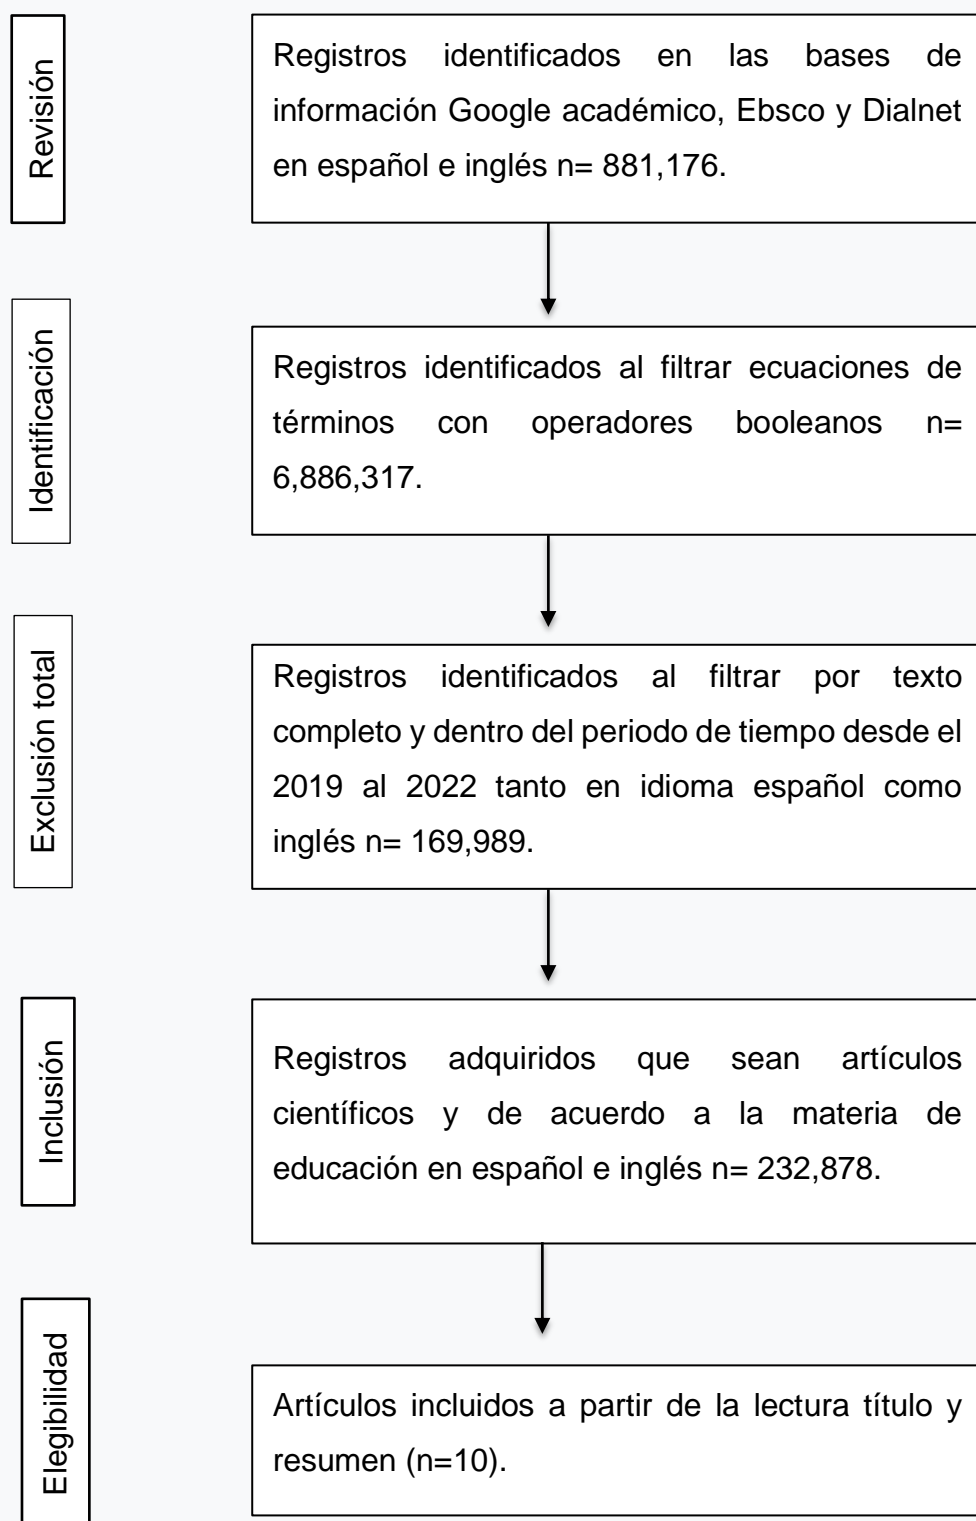 Revisión
Registros identificados en las bases de
información Google académico, Ebsco y Dialnet
en español e inglés n= 881,176.
Identificación
Registros identificados al filtrar ecuaciones de
términos con operadores booleanos n=
6,886,317.
Exclusión total
Registros identificados al filtrar por texto
completo y dentro del periodo de tiempo desde el
2019 al 2022 tanto en idioma español como
inglés n= 169,989.
Inclusión
Registros adquiridos que sean artículos
científicos y de acuerdo a la materia de
educación en español e inglés n= 232,878.
Elegibilidad
Artículos incluidos a partir de la lectura título y
resumen (n=10).